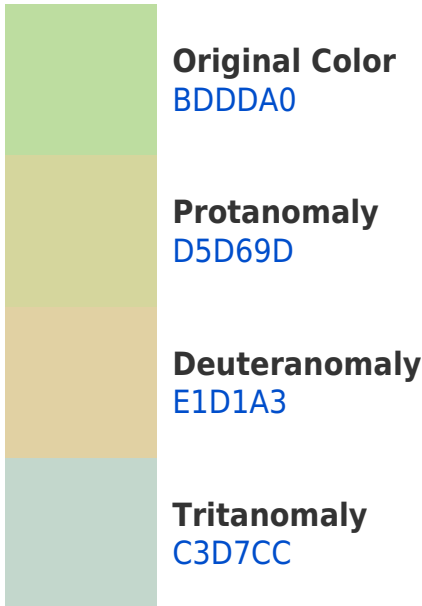 Original Color
BDDDA0
Protanomaly
D5D69D
Deuteranomaly
E1D1A3
Tritanomaly
C3D7CC